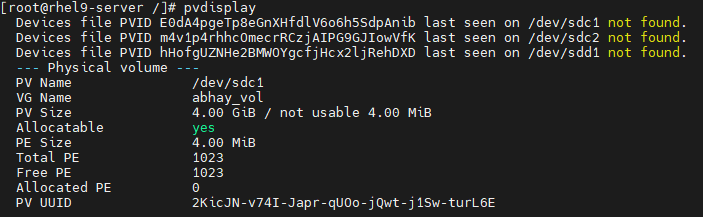 [root@rhel9-server /]# pvdisplay
Devices file PVID E0dA4pgeTp8eGnXHfdlV6o6h5SdpAnib last seen on /dev/sdc1 not found.
Devices file PVID m4v1p4rhhcOmecrRCzjAIPG9GJIowVfK last seen on /dev/sdc2 not found.
Devices file PVID hHofgUZNHe2BMWOYgcfjHcx2ljRehDXD last seen on /dev/sdd1 not found.
--- Physical volume ---
PV Name /dev/sdc1
VG Name abhay_vol
PV Size 4.00 GiB / not usable 4.00 MiB
Allocatable yes
PE Size 4.00 MiB
Total PE 1023
Free PE 1023
Allocated PE 0
PV UUID 2KicJN-v74I-Japr-qUOo-jQwt-j1Sw-turL6E